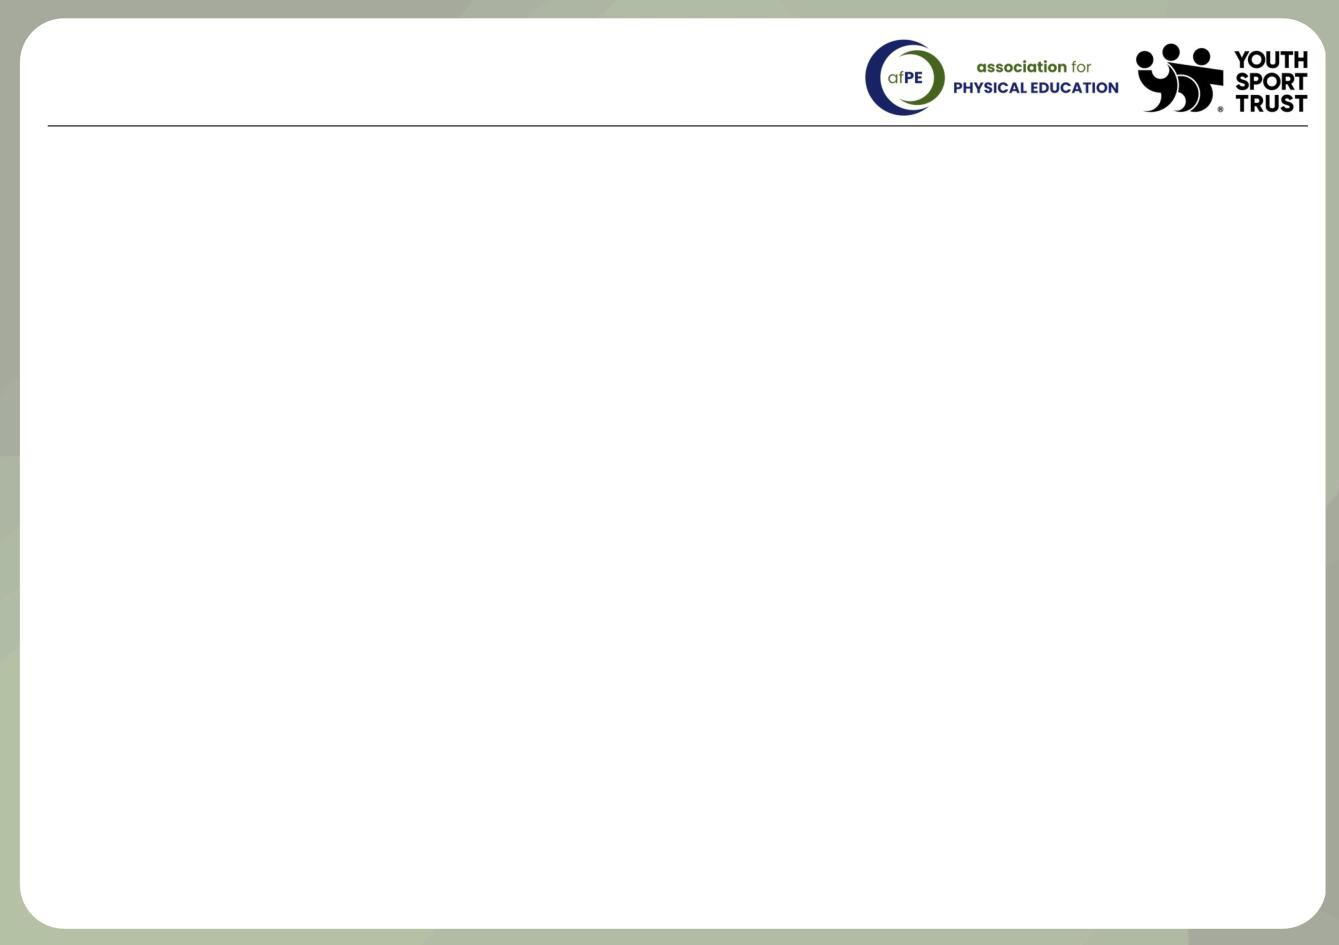 afPE
association for
PHYSICAL EDUCATION
YOUTH
SPORT
TRUST
®